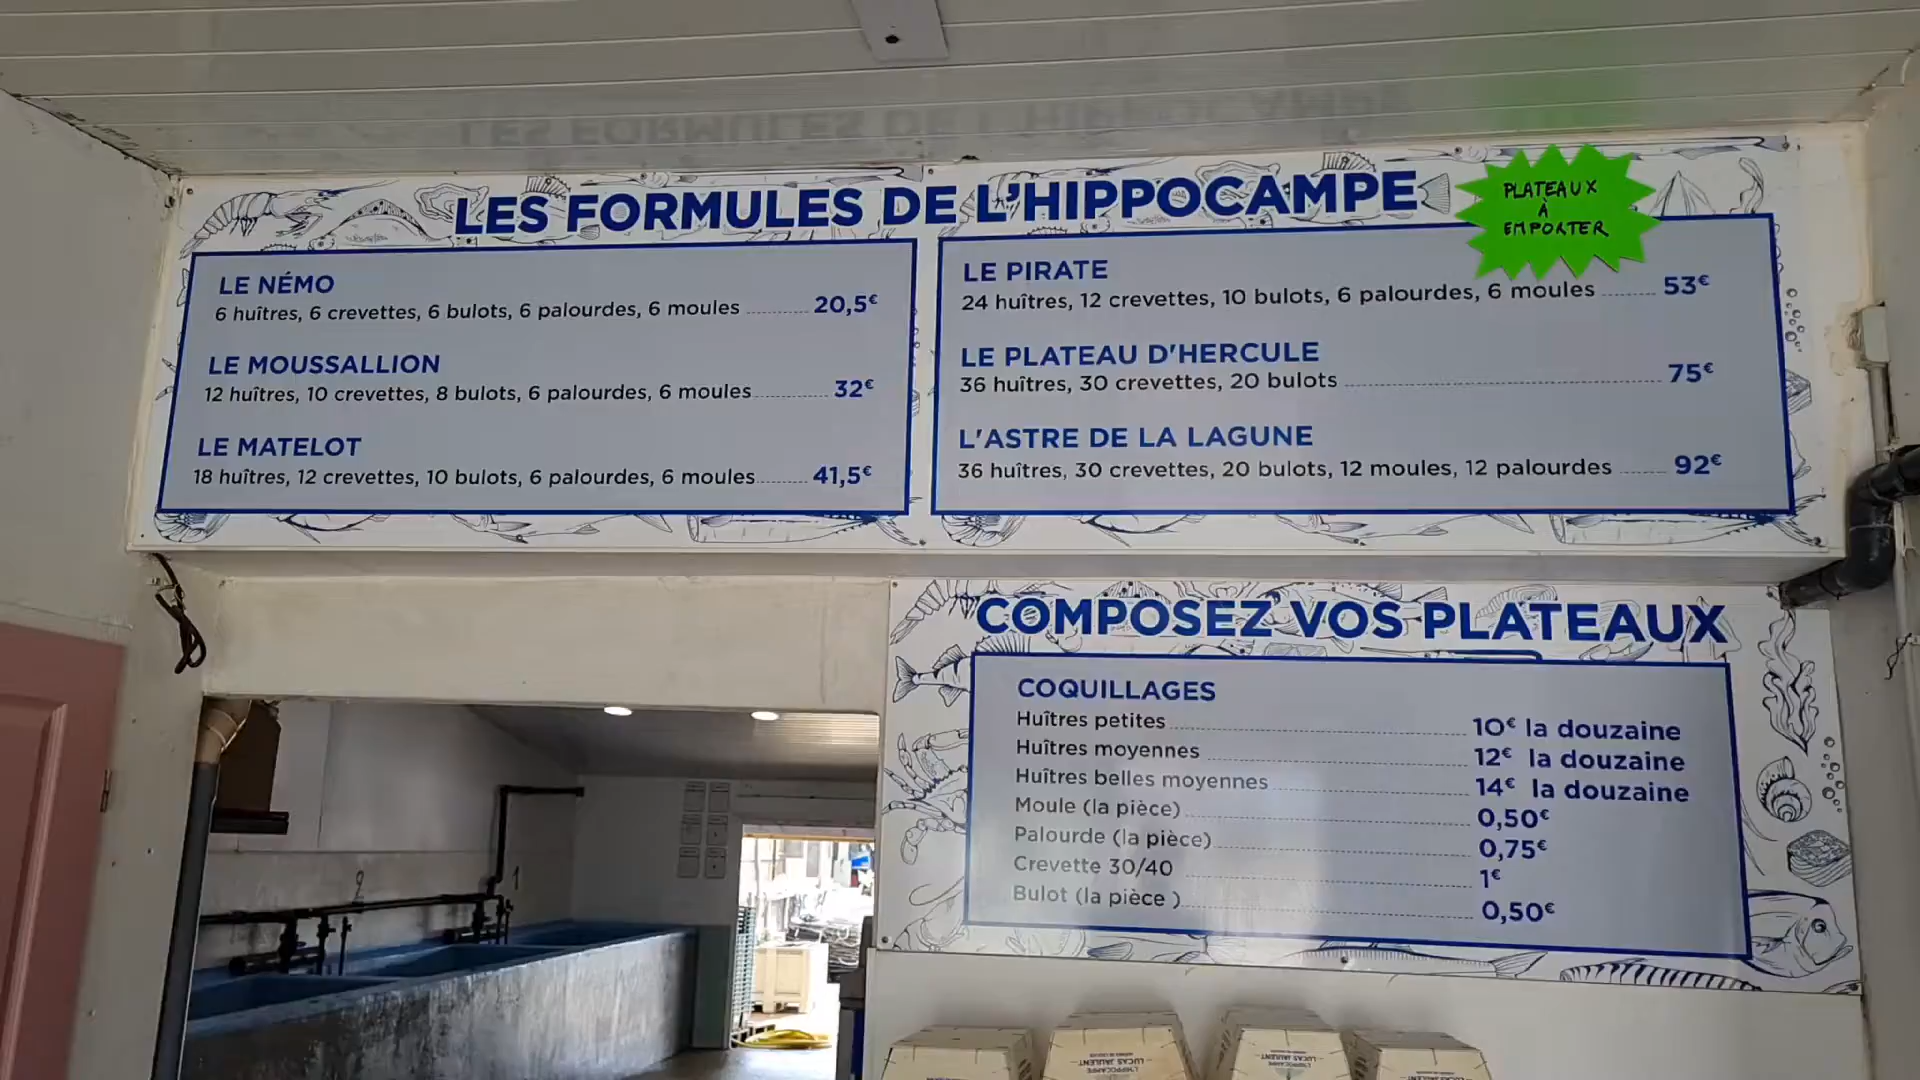 LES FORMULES DE L'HIPPOCAMPE
PLATEAUX
À
EMPORTER
LE NÉMO
6 huîtres, 6 crevettes, 6 bulots, 6 palourdes, 6 moules 20,5€
LE MOUSSALLION
12 huîtres, 10 crevettes, 8 bulots, 6 palourdes, 6 moules 32€
LE MATELOT
18 huîtres, 12 crevettes, 10 bulots, 6 palourdes, 6 moules 41,5€
LE PIRATE
24 huîtres, 12 crevettes, 10 bulots, 6 palourdes, 6 moules 53€
LE PLATEAU D'HERCULE
36 huîtres, 30 crevettes, 20 bulots 75€
L'ASTRE DE LA LAGUNE
36 huîtres, 30 crevettes, 20 bulots, 12 moules, 12 palourdes 92€
COMPOSEZ VOS PLATEAUX
COQUILLAGES
Huîtres petites 10€ la douzaine
Huîtres moyennes 12€ la douzaine
Huîtres belles moyennes 14€ la douzaine
Moule (la pièce) 0,50€
Palourde (la pièce) 0,75€
Crevette 30/40 1€
Bulot (la pièce ) 0,50€
2
1
L'HIPPOCAMPE
LUCAS JAULENT